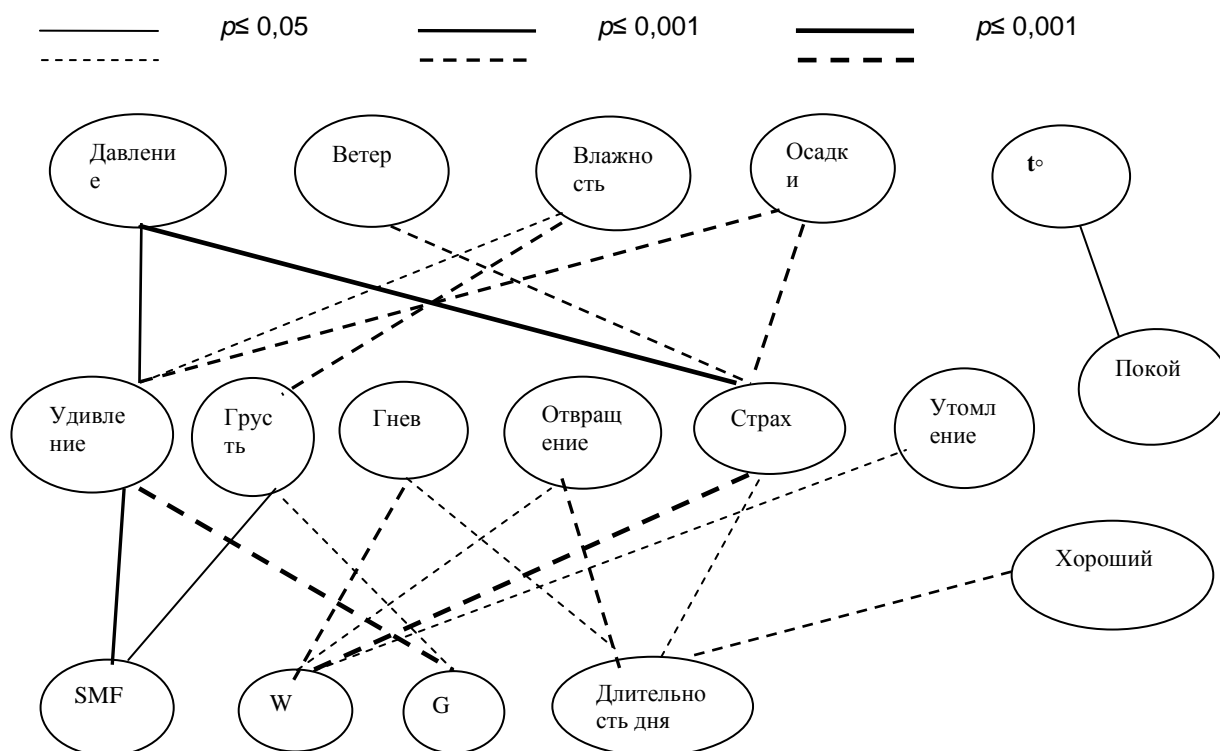 p≤ 0,05
p≤ 0,001
p≤ 0,001
Давлени
е
Ветер
Влажно
сть
Осадк
и
t°
Покой
Удивле
ние
Грус
ть
Гнев
Отвращ
ение
Страх
Утомл
ение
Хороший
SMF
W
G
Длительно
сть дня